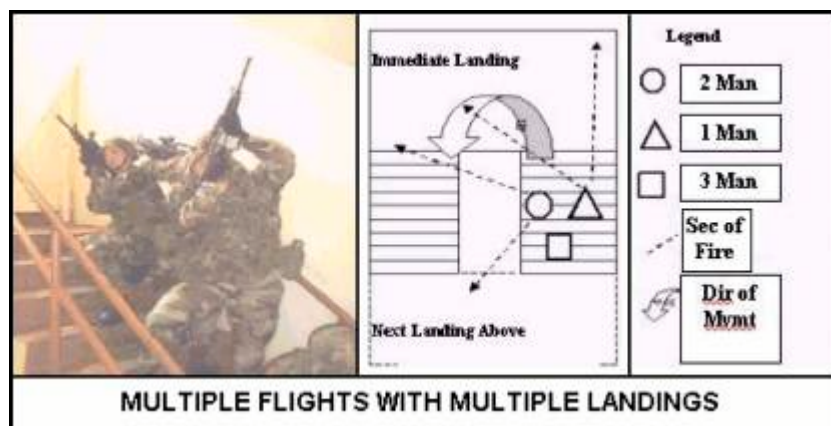 Legend
Immediate Landing
2 Man
1 Man
3 Man
Sec of
Fire
Dir of
Mvmt
Next Landing Above
MULTIPLE FLIGHTS WITH MULTIPLE LANDINGS